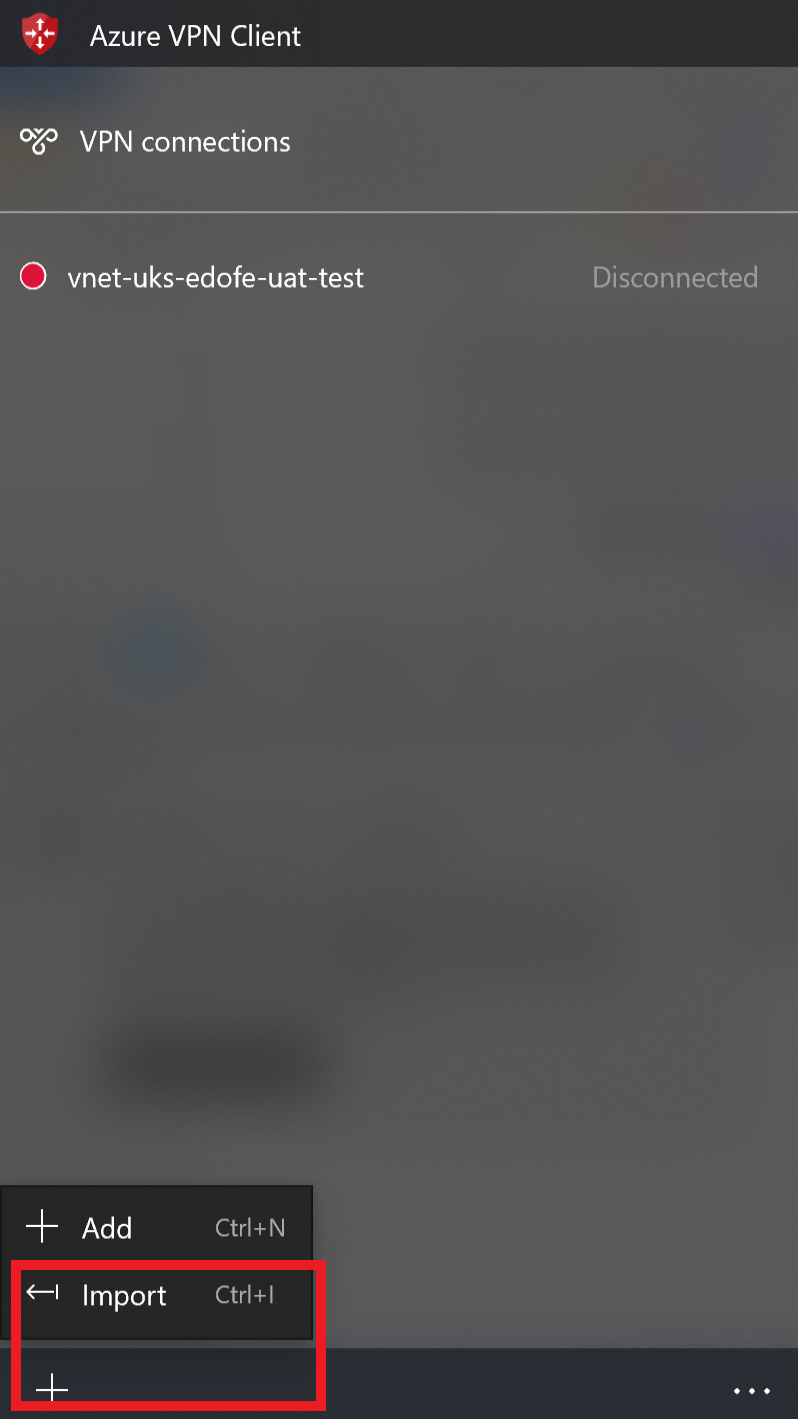 Azure VPN Client
VPN connections
vnet-uks-edofe-uat-test Disconnected
Add Ctrl+N
Import Ctrl+I